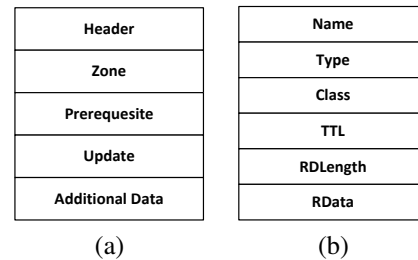 Header
Zone
Prerequesite
Update
Additional Data
(a)
Name
Type
Class
TTL
RDLength
RData
(b)